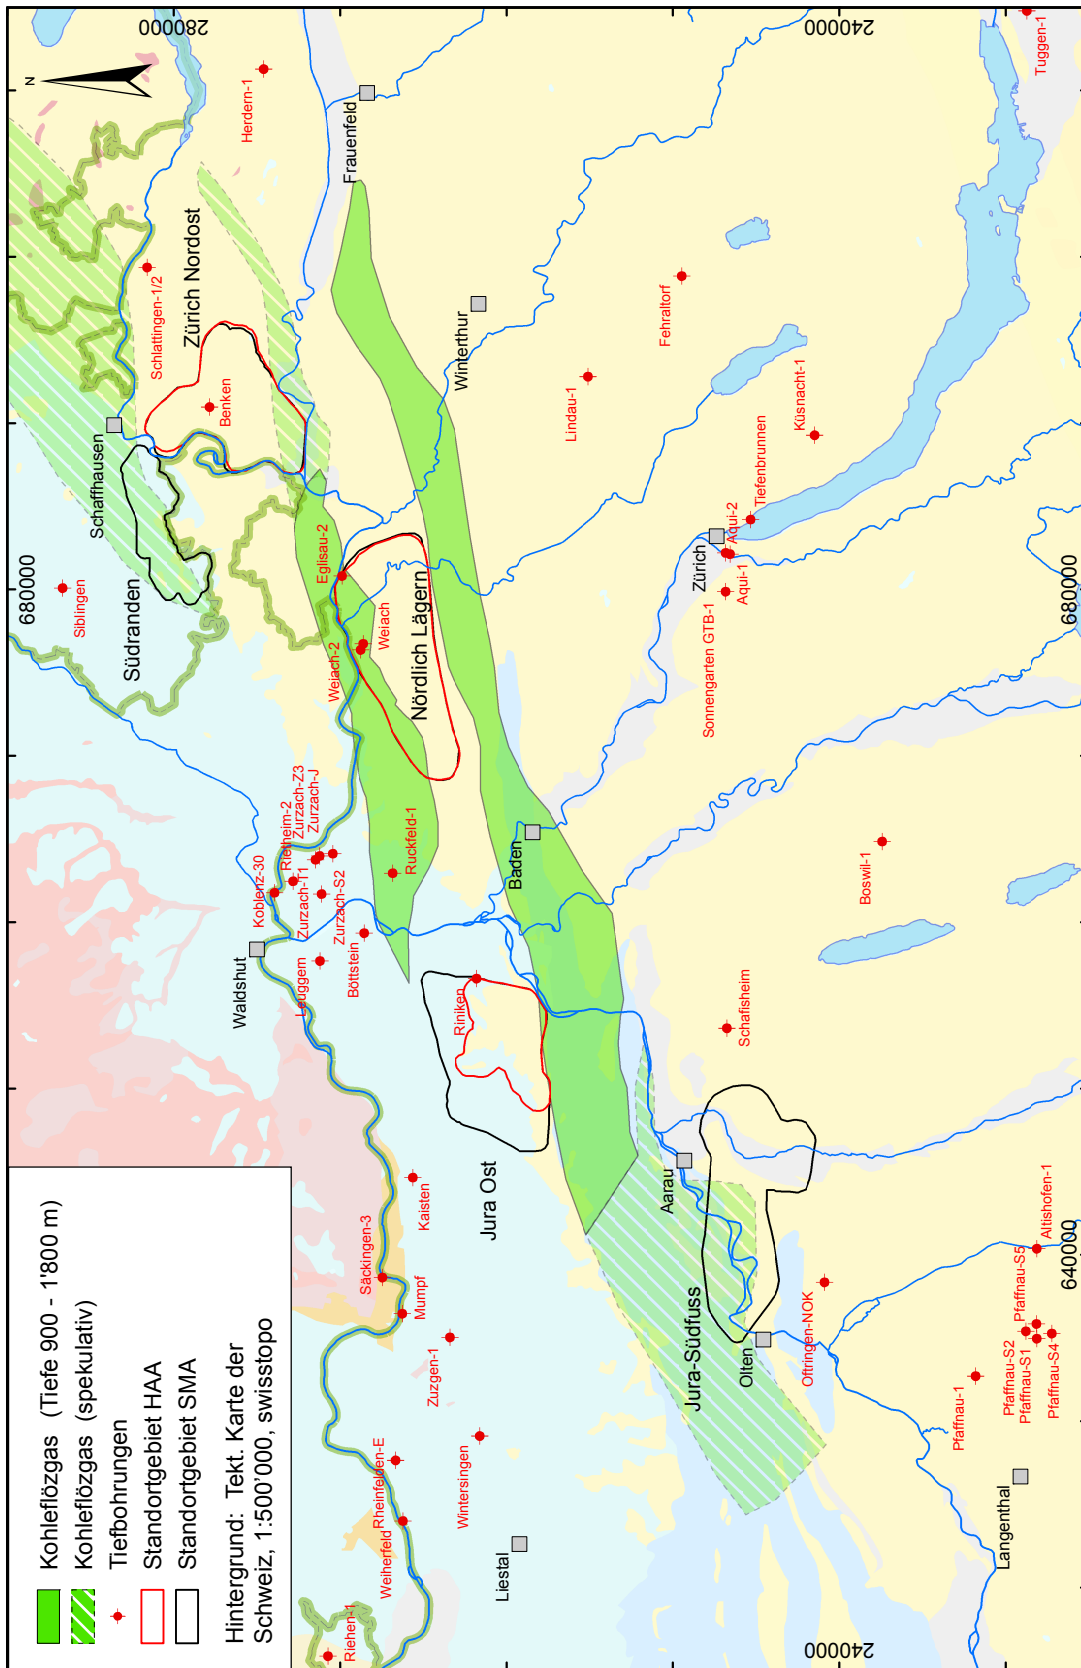 Kohleflözgas (Tiefe 900 - 1'800 m)
Kohleflözgas (spekulativ)
Tiefbohrungen
Standortgebiet HAA
Standortgebiet SMA
Hintergrund: Tekt. Karte der
Schweiz, 1:500'000, swisstopo
680000
280000
N
Siblingen
Schaffhausen
Südranden
Schlattingen-1/2
Zürich Nordost
Benken
Herdern-1
Frauenfeld
Koblenz-30
Waldshut
Rietheim-2
Zurzach-Z3
Zurzach-J
Zurzach-T1
Zurzach-S2
Leuggern
Böttstein
Eglisau-2
Weiach-2
Weiach
Nördlich Lägern
Ruckfeld-1
Winterthur
Säckingen-3
Kaisten
Mumpf
Zuzgen-1
Rheinfelden-E
Weiherfeld
Riehen-1
Wintersingen
Liestal
Riniken
Jura Ost
Baden
Lindau-1
Fehraltorf
Küsnacht-1
Tiefenbrunnen
Zürich
Aqui-2
Aqui-1
Sonnengarten GTB-1
Aarau
Schafisheim
Jura-Südfuss
Olten
Oftringen-NOK
Boswil-1
240000
240000
Tuggen-1
Pfaffnau-1
Pfaffnau-S2
Pfaffnau-S1
Pfaffnau-S5
Pfaffnau-S4
Altishofen-1
Langenthal
640000
680000